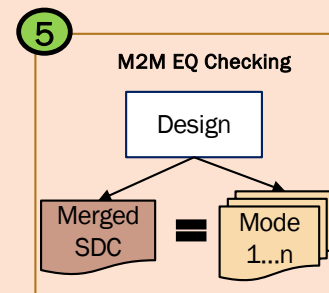 5
M2M EQ Checking
Design
Merged
SDC
=
Mode
1...n